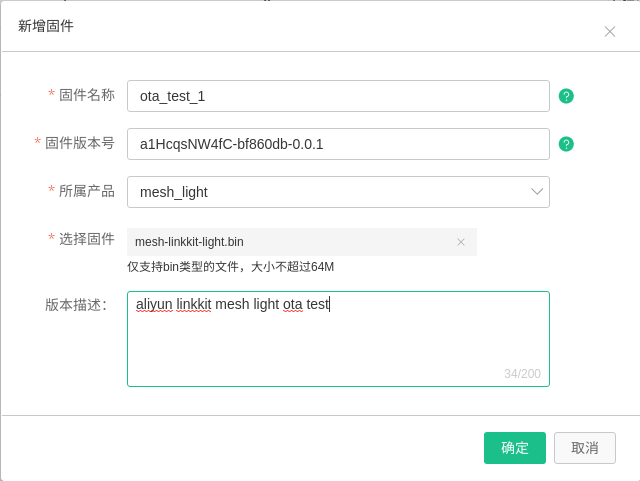 新增固件
* 固件名称 ota_test_1
* 固件版本号 a1HcqsNW4fC-bf860db-0.0.1
* 所属产品 mesh_light
* 选择固件 mesh-linkkit-light.bin
仅支持bin类型的文件，大小不超过64M
版本描述： aliyun linkkit mesh light ota test
34/200
确定 取消